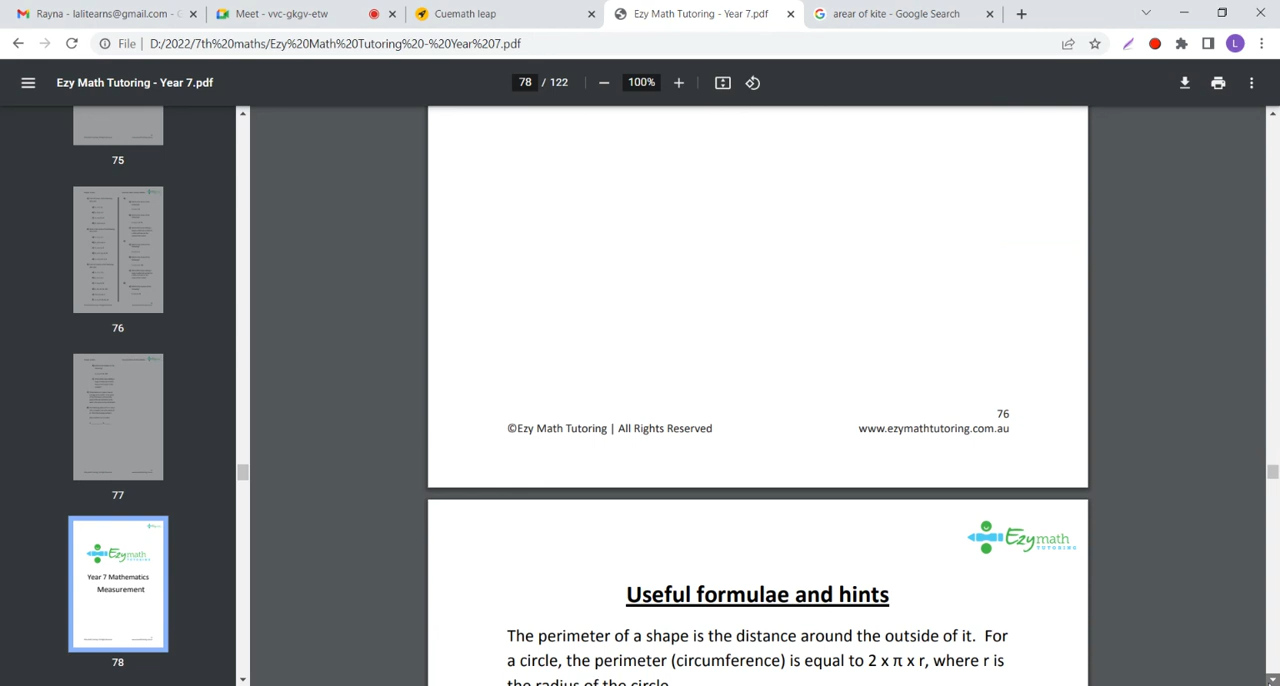 Rayna - lalitearns@gmail.com - G
Meet - vvc-gkgv-etw
Cuemath leap
Ezy Math Tutoring - Year 7.pdf
arear of kite - Google Search
File
D:/2022/7th%20maths/Ezy%20Math%20Tutoring%20-%20Year%207.pdf
L
Ezy Math Tutoring - Year 7.pdf
78 / 122
100%
75
76
77
Ezymath
TUTORING
Year 7 Mathematics
Measurement
78
76
©Ezy Math Tutoring | All Rights Reserved
www.ezymathtutoring.com.au
Ezymath
TUTORING
Useful formulae and hints
The perimeter of a shape is the distance around the outside of it. For
a circle, the perimeter (circumference) is equal to 2 x π x r, where r is
the radius of the circle